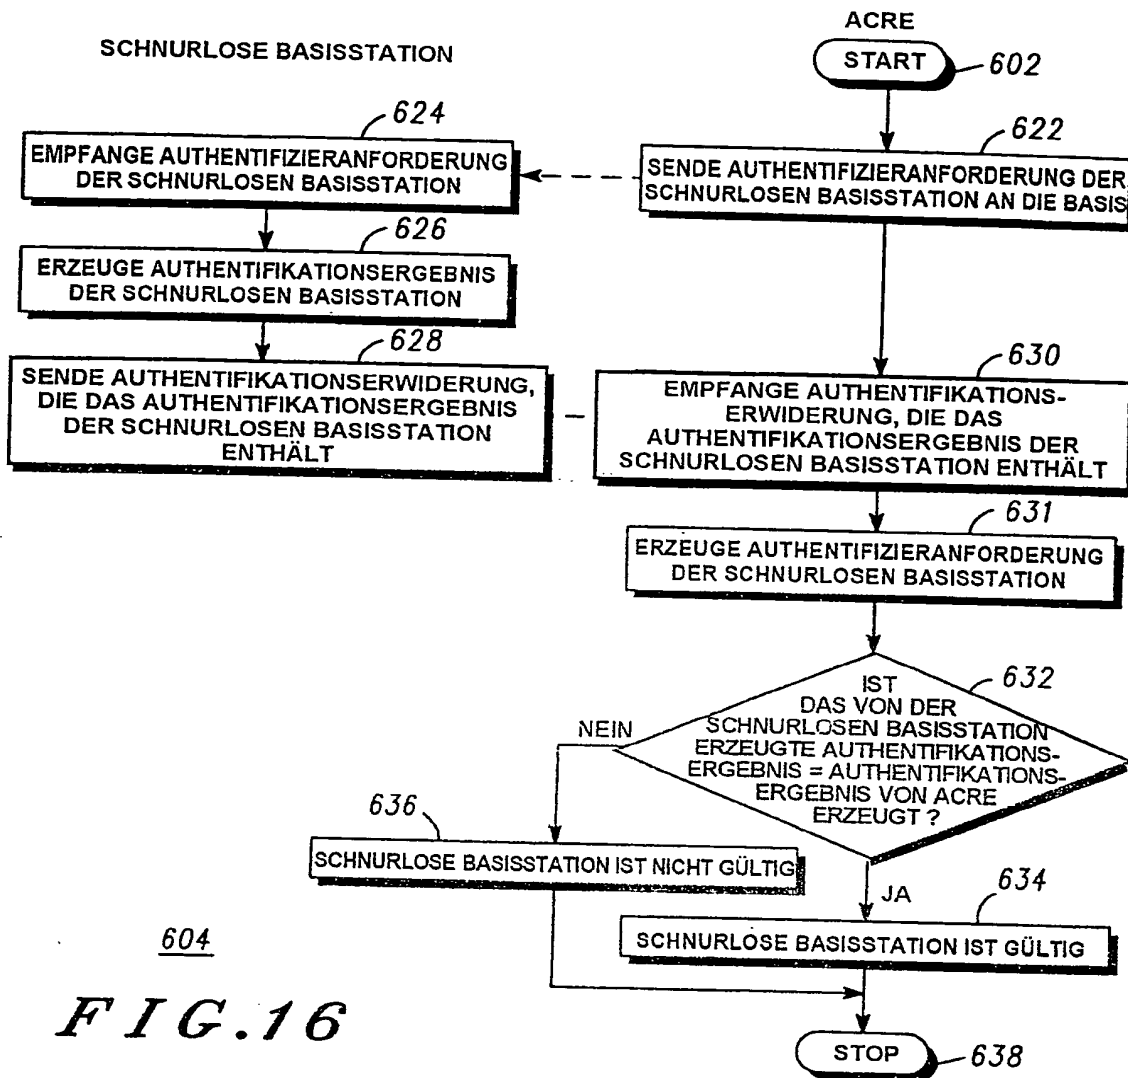 ACRE
SCHNURLOSE BASISSTATION
START
602
624
EMPFANGE AUTHENTIFIZIERANFORDERUNG
DER SCHNURLOSEN BASISSTATION
622
SENDE AUTHENTIFIZIERANFORDERUNG DER
SCHNURLOSEN BASISSTATION AN DIE BASIS
626
ERZEUGE AUTHENTIFIKATIONSERGEBNIS
DER SCHNURLOSEN BASISSTATION
628
SENDE AUTHENTIFIKATIONSERWIDERUNG,
DIE DAS AUTHENTIFIKATIONSERGEBNIS
DER SCHNURLOSEN BASISSTATION
ENTHÄLT
630
EMPFANGE AUTHENTIFIKATIONS-
ERWIDERUNG, DIE DAS
AUTHENTIFIKATIONSERGEBNIS DER
SCHNURLOSEN BASISSTATION ENTHÄLT
631
ERZEUGE AUTHENTIFIZIERANFORDERUNG
DER SCHNURLOSEN BASISSTATION
632
IST
DAS VON DER
SCHNURLOSEN BASISSTATION
ERZEUGTE AUTHENTIFIKATIONS-
ERGEBNIS = AUTHENTIFIKATIONS-
ERGEBNIS VON ACRE
ERZEUGT ?
NEIN
636
SCHNURLOSE BASISSTATION IST NICHT GÜLTIG
JA
634
SCHNURLOSE BASISSTATION IST GÜLTIG
604
FIG.16
STOP
638